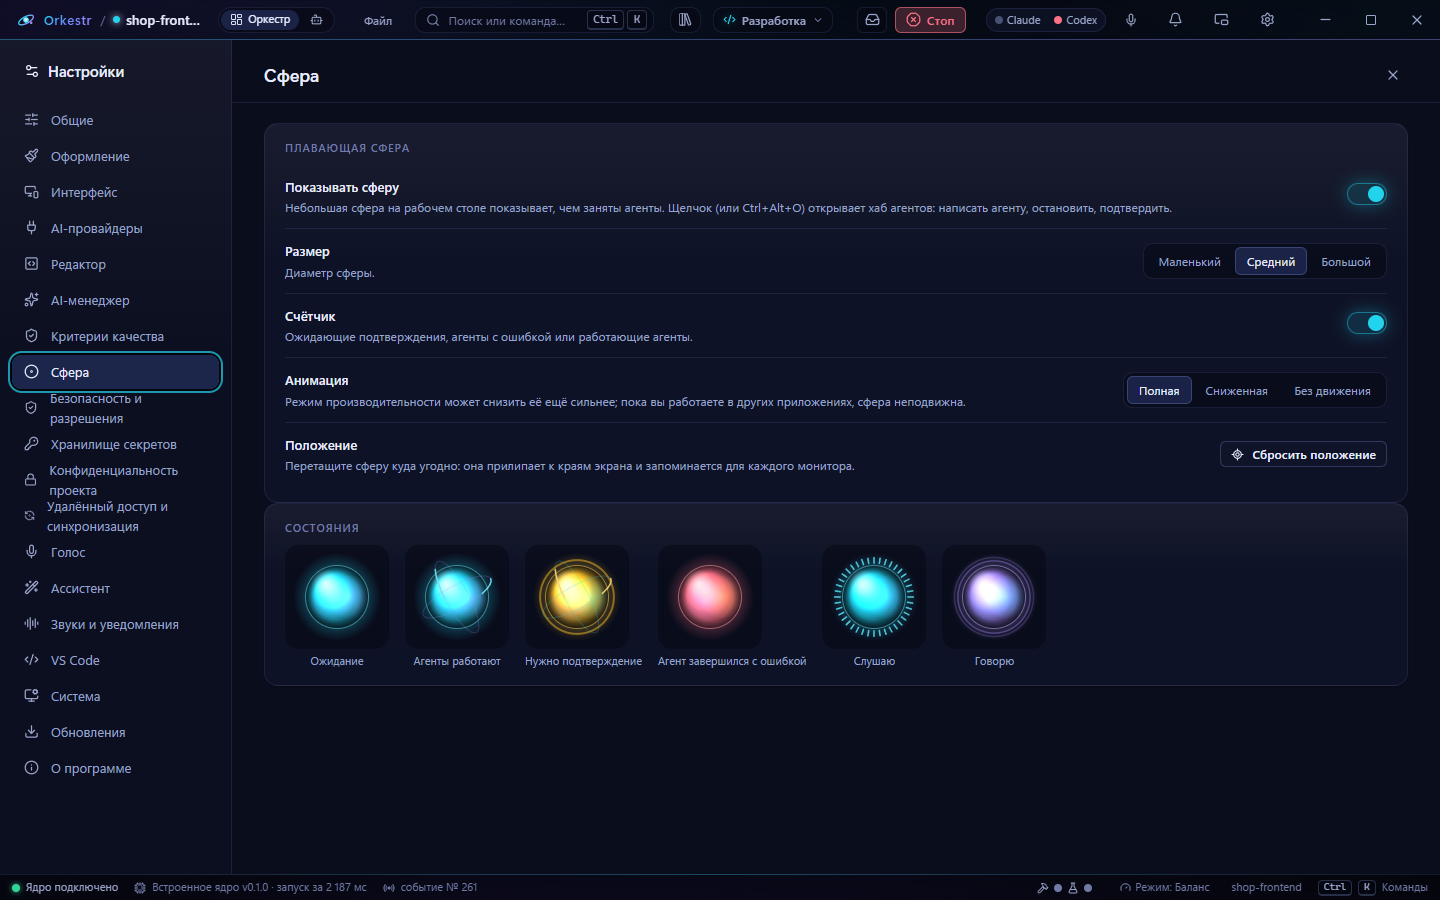 Orkestr / shop-front... Оркестр Файл Поиск или команда... Ctrl K Разработка Стоп Claude Codex
Настройки
Общие
Оформление
Интерфейс
AI-провайдеры
Редактор
AI-менеджер
Критерии качества
Сфера
Безопасность и
разрешения
Хранилище секретов
Конфиденциальность
проекта
Удалённый доступ и
синхронизация
Голос
Ассистент
Звуки и уведомления
VS Code
Система
Обновления
О программе
Сфера
ПЛАВАЮЩАЯ СФЕРА
Показывать сферу
Небольшая сфера на рабочем столе показывает, чем заняты агенты. Щелчок (или Ctrl+Alt+O) открывает хаб агентов: написать агенту, остановить, подтвердить.
Размер
Диаметр сферы.
Маленький Средний Большой
Счётчик
Ожидающие подтверждения, агенты с ошибкой или работающие агенты.
Анимация
Режим производительности может снизить её ещё сильнее; пока вы работаете в других приложениях, сфера неподвижна.
Полная Сниженная Без движения
Положение
Перетащите сферу куда угодно: она прилипает к краям экрана и запоминается для каждого монитора.
Сбросить положение
СОСТОЯНИЯ
Ожидание Агенты работают Нужно подтверждение Агент завершился с ошибкой Слушаю Говорю
Ядро подключено Встроенное ядро v0.1.0 · запуск за 2 187 мс событие № 261 Режим: Баланс shop-frontend Ctrl K Команды